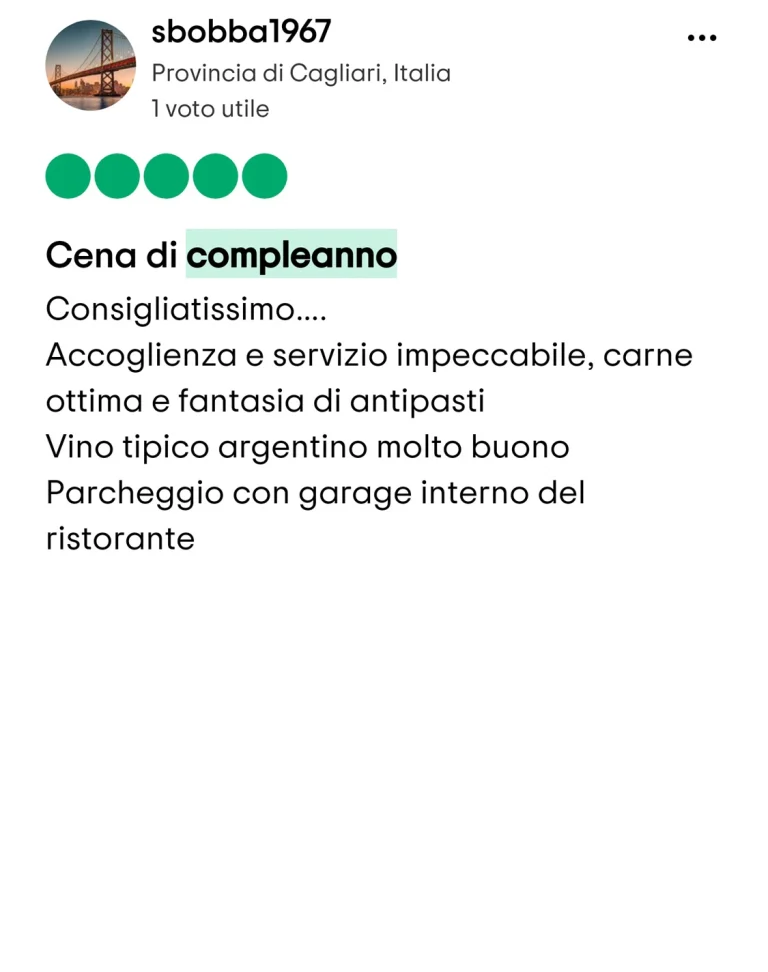 sbobba1967
Provincia di Cagliari, Italia
1 voto utile
Cena di compleanno
Consigliatissimo....
Accoglienza e servizio impeccabile, carne
ottima e fantasia di antipasti
Vino tipico argentino molto buono
Parcheggio con garage interno del
ristorante